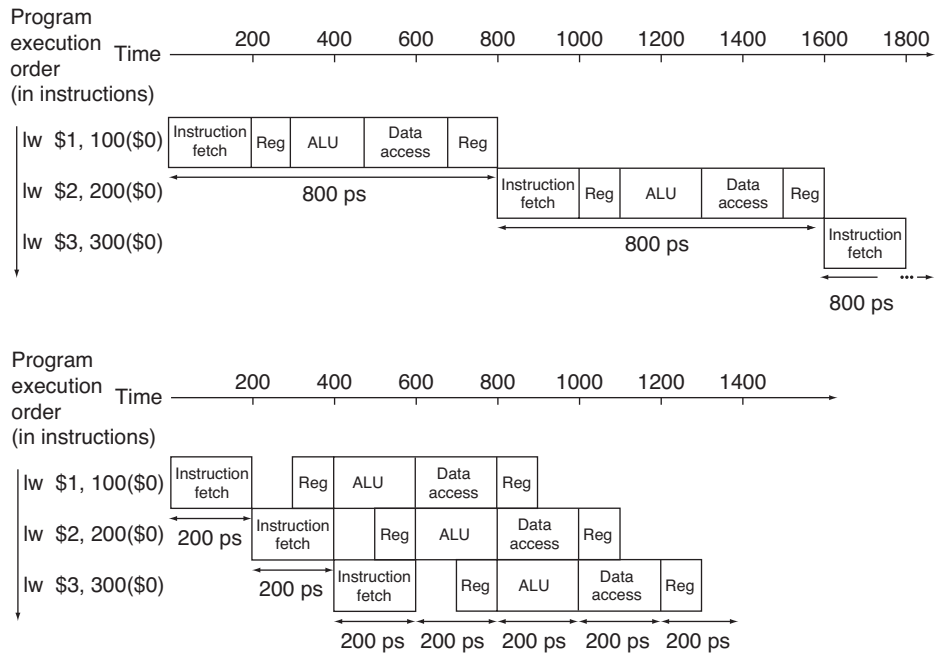 Program
execution
order
(in instructions)
Time
200 400 600 800 1000 1200 1400 1600 1800
lw $1, 100($0)
Instruction
fetch
Reg
ALU
Data
access
Reg
800 ps
lw $2, 200($0)
Instruction
fetch
Reg
ALU
Data
access
Reg
800 ps
lw $3, 300($0)
Instruction
fetch
...
800 ps
Program
execution
order
(in instructions)
Time
200 400 600 800 1000 1200 1400
lw $1, 100($0)
Instruction
fetch
Reg
ALU
Data
access
Reg
200 ps
lw $2, 200($0)
Instruction
fetch
Reg
ALU
Data
access
Reg
200 ps
lw $3, 300($0)
Instruction
fetch
Reg
ALU
Data
access
Reg
200 ps 200 ps 200 ps 200 ps 200 ps